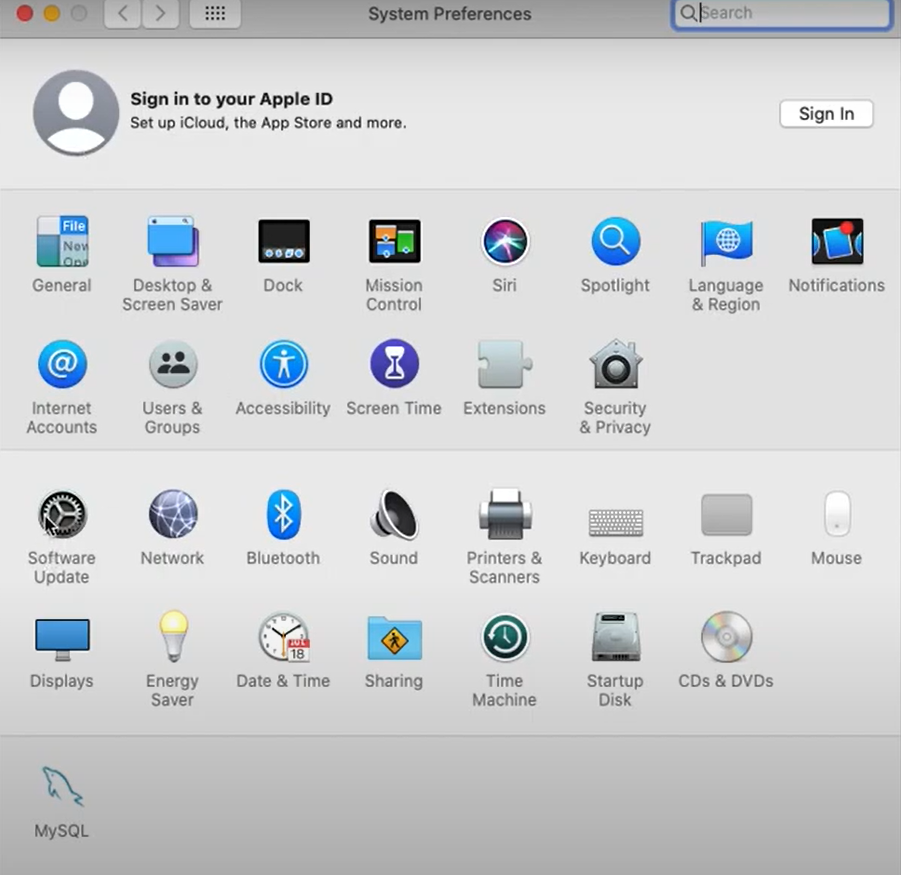 System Preferences
Search
Sign in to your Apple ID
Set up iCloud, the App Store and more.
Sign In
File
New
Ope
General
Desktop &
Screen Saver
Dock
Mission
Control
Siri
Spotlight
Language
& Region
Notifications
@
Internet
Accounts
Users &
Groups
Accessibility
Screen Time
Extensions
Security
& Privacy
Software
Update
Network
Bluetooth
Sound
Printers &
Scanners
Keyboard
Trackpad
Mouse
Displays
Energy
Saver
JUL
18
Date & Time
Sharing
Time
Machine
Startup
Disk
CDs & DVDs
MySQL